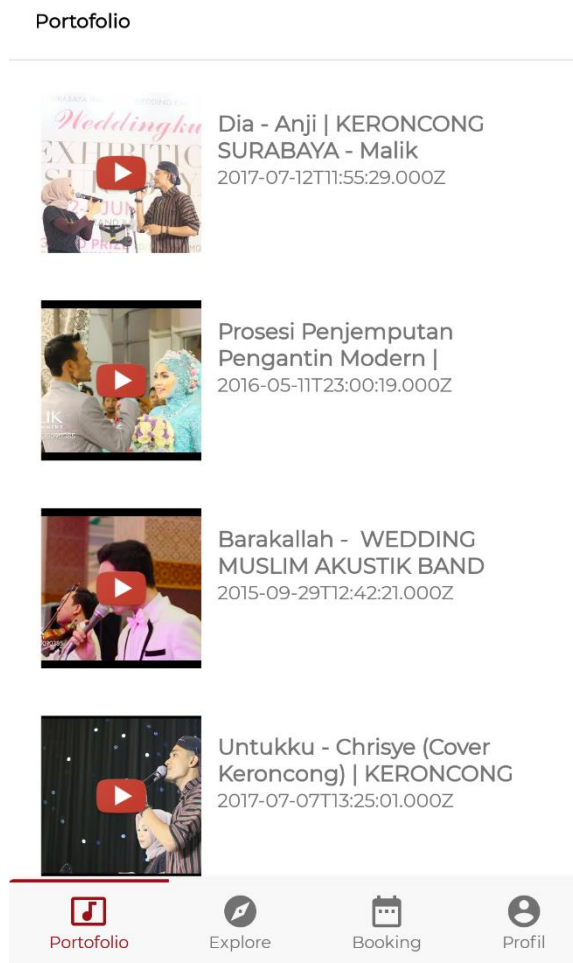 Portofolio
Weddingku
Dia - Anji | KERONCONG
SURABAYA - Malik
2017-07-12T11:55:29.000Z
Prosesi Penjemputan
Pengantin Modern |
2016-05-11T23:00:19.000Z
Barakallah - WEDDING
MUSLIM AKUSTIK BAND
2015-09-29T12:42:21.000Z
Untukku - Chrisye (Cover
Keroncong) | KERONCONG
2017-07-07T13:25:01.000Z
Portofolio
Explore
Booking
Profil